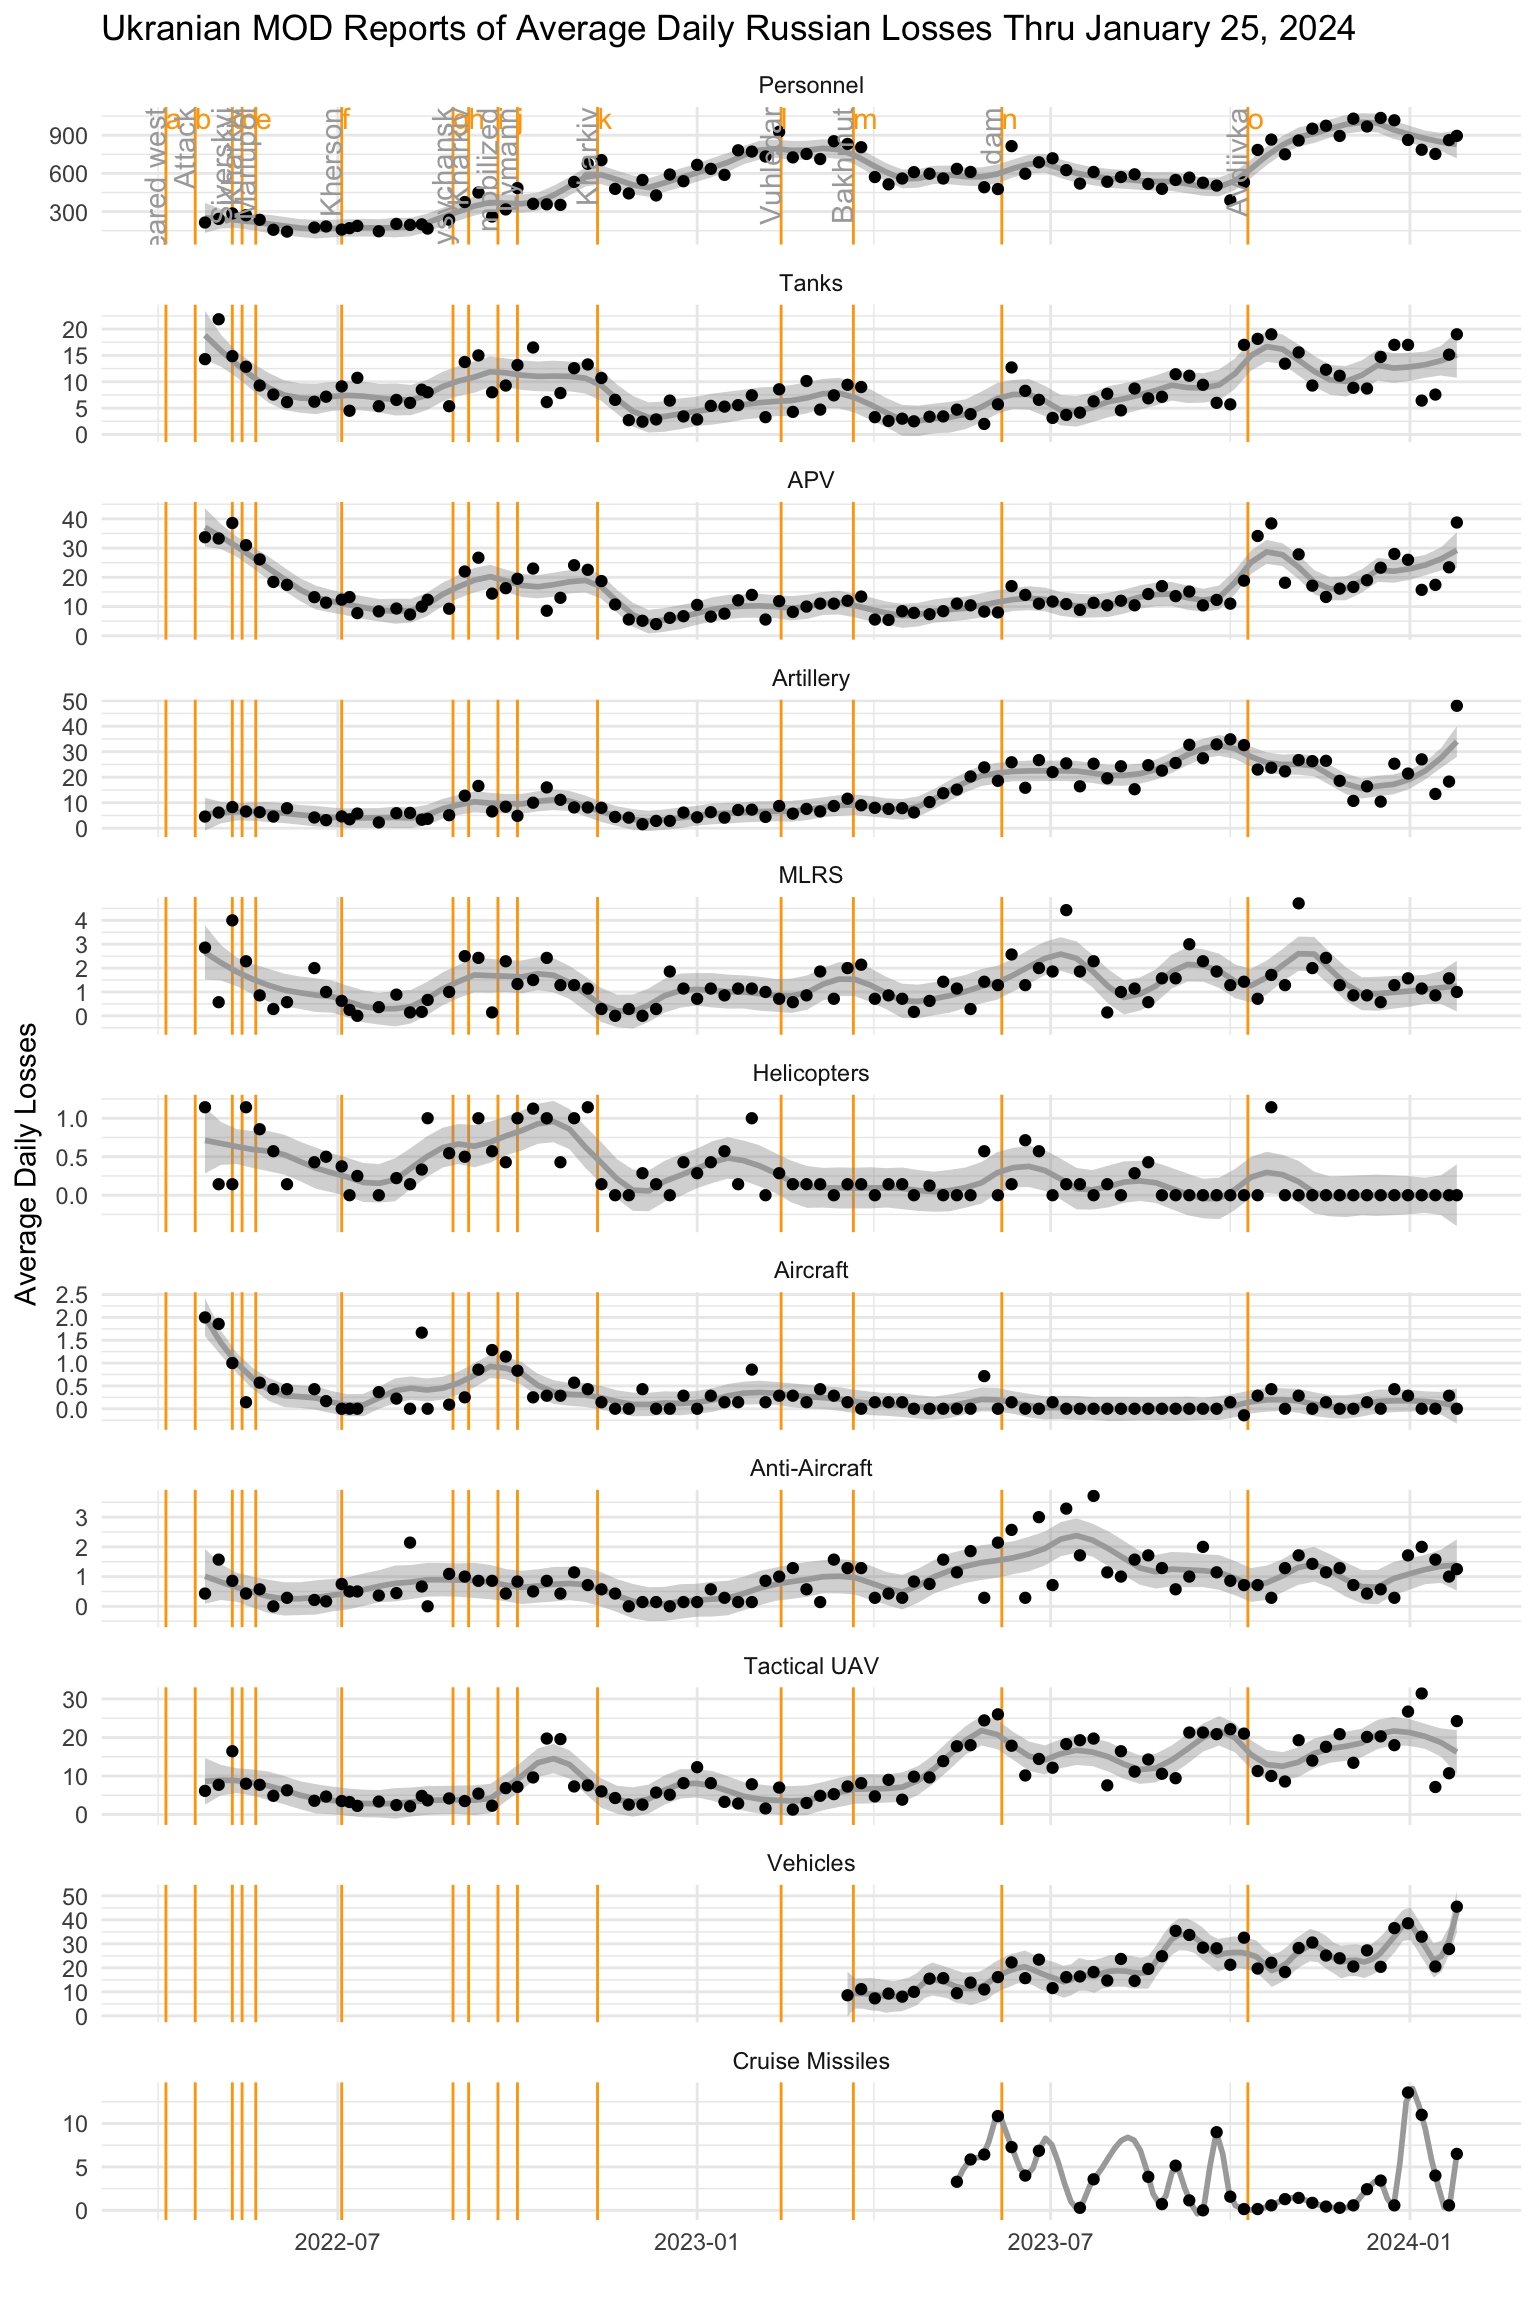 Ukranian MOD Reports of Average Daily Russian Losses Thru January 25, 2024
Average Daily Losses
Personnel
900
600
300
eared west
Attack
Kherson
Kharkiv
Vuhledar
Bakhmut
dam
Avdiivka
a
b
e
f
h
j
k
l
m
n
o
Tanks
20
15
10
5
0
APV
40
30
20
10
0
Artillery
50
40
30
20
10
0
MLRS
4
3
2
1
0
Helicopters
1.0
0.5
0.0
Aircraft
2.5
2.0
1.5
1.0
0.5
0.0
Anti-Aircraft
3
2
1
0
Tactical UAV
30
20
10
0
Vehicles
50
40
30
20
10
0
Cruise Missiles
10
5
0
2022-07
2023-01
2023-07
2024-01